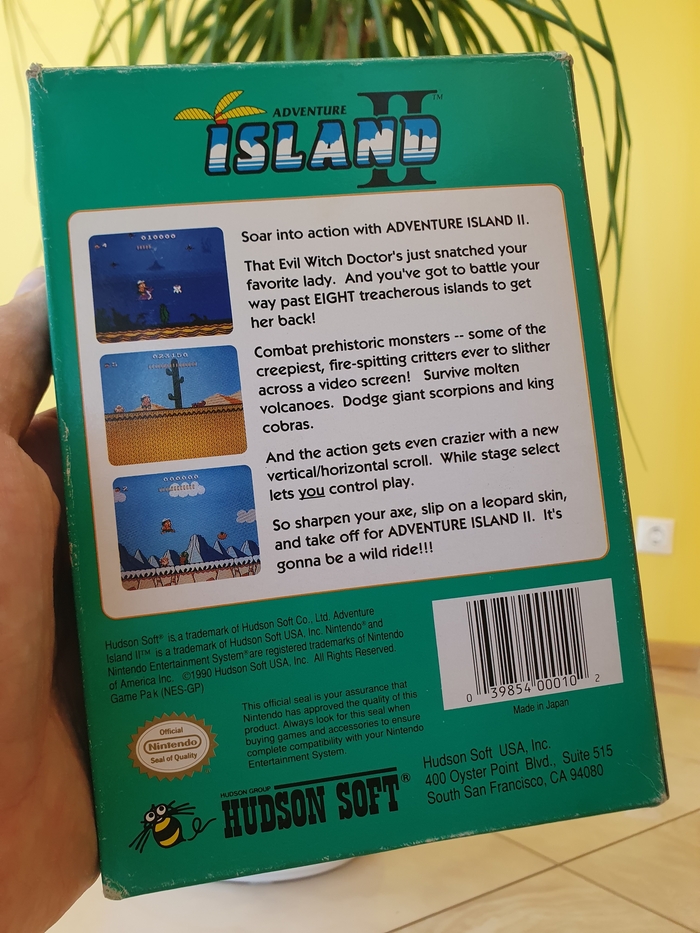 ADVENTURE
ISLAND II™
Soar into action with ADVENTURE ISLAND II.
That Evil Witch Doctor's just snatched your
favorite lady. And you've got to battle your
way past EIGHT treacherous islands to get
her back!
Combat prehistoric monsters -- some of the
creepiest, fire-spitting critters ever to slither
across a video screen! Survive molten
volcanoes. Dodge giant scorpions and king
cobras.
And the action gets even crazier with a new
vertical/horizontal scroll. While stage select
lets you control play.
So sharpen your axe, slip on a leopard skin,
and take off for ADVENTURE ISLAND II. It's
gonna be a wild ride!!!
Hudson Soft® is a trademark of Hudson Soft Co., Ltd. Adventure
Island II™ is a trademark of Hudson Soft USA, Inc. Nintendo® and
Nintendo Entertainment System® are registered trademarks of Nintendo
of America Inc. ©1990 Hudson Soft USA, Inc. All Rights Reserved.
Game Pak (NES-GP)
0 39854 00010 2
Made in Japan
Official
Nintendo
Seal of Quality
This official seal is your assurance that
Nintendo has approved the quality of this
product. Always look for this seal when
buying games and accessories to ensure
complete compatibility with your Nintendo
Entertainment System.
HUDSON GROUP
HUDSON SOFT®
Hudson Soft USA, Inc.
400 Oyster Point Blvd., Suite 515
South San Francisco, CA 94080